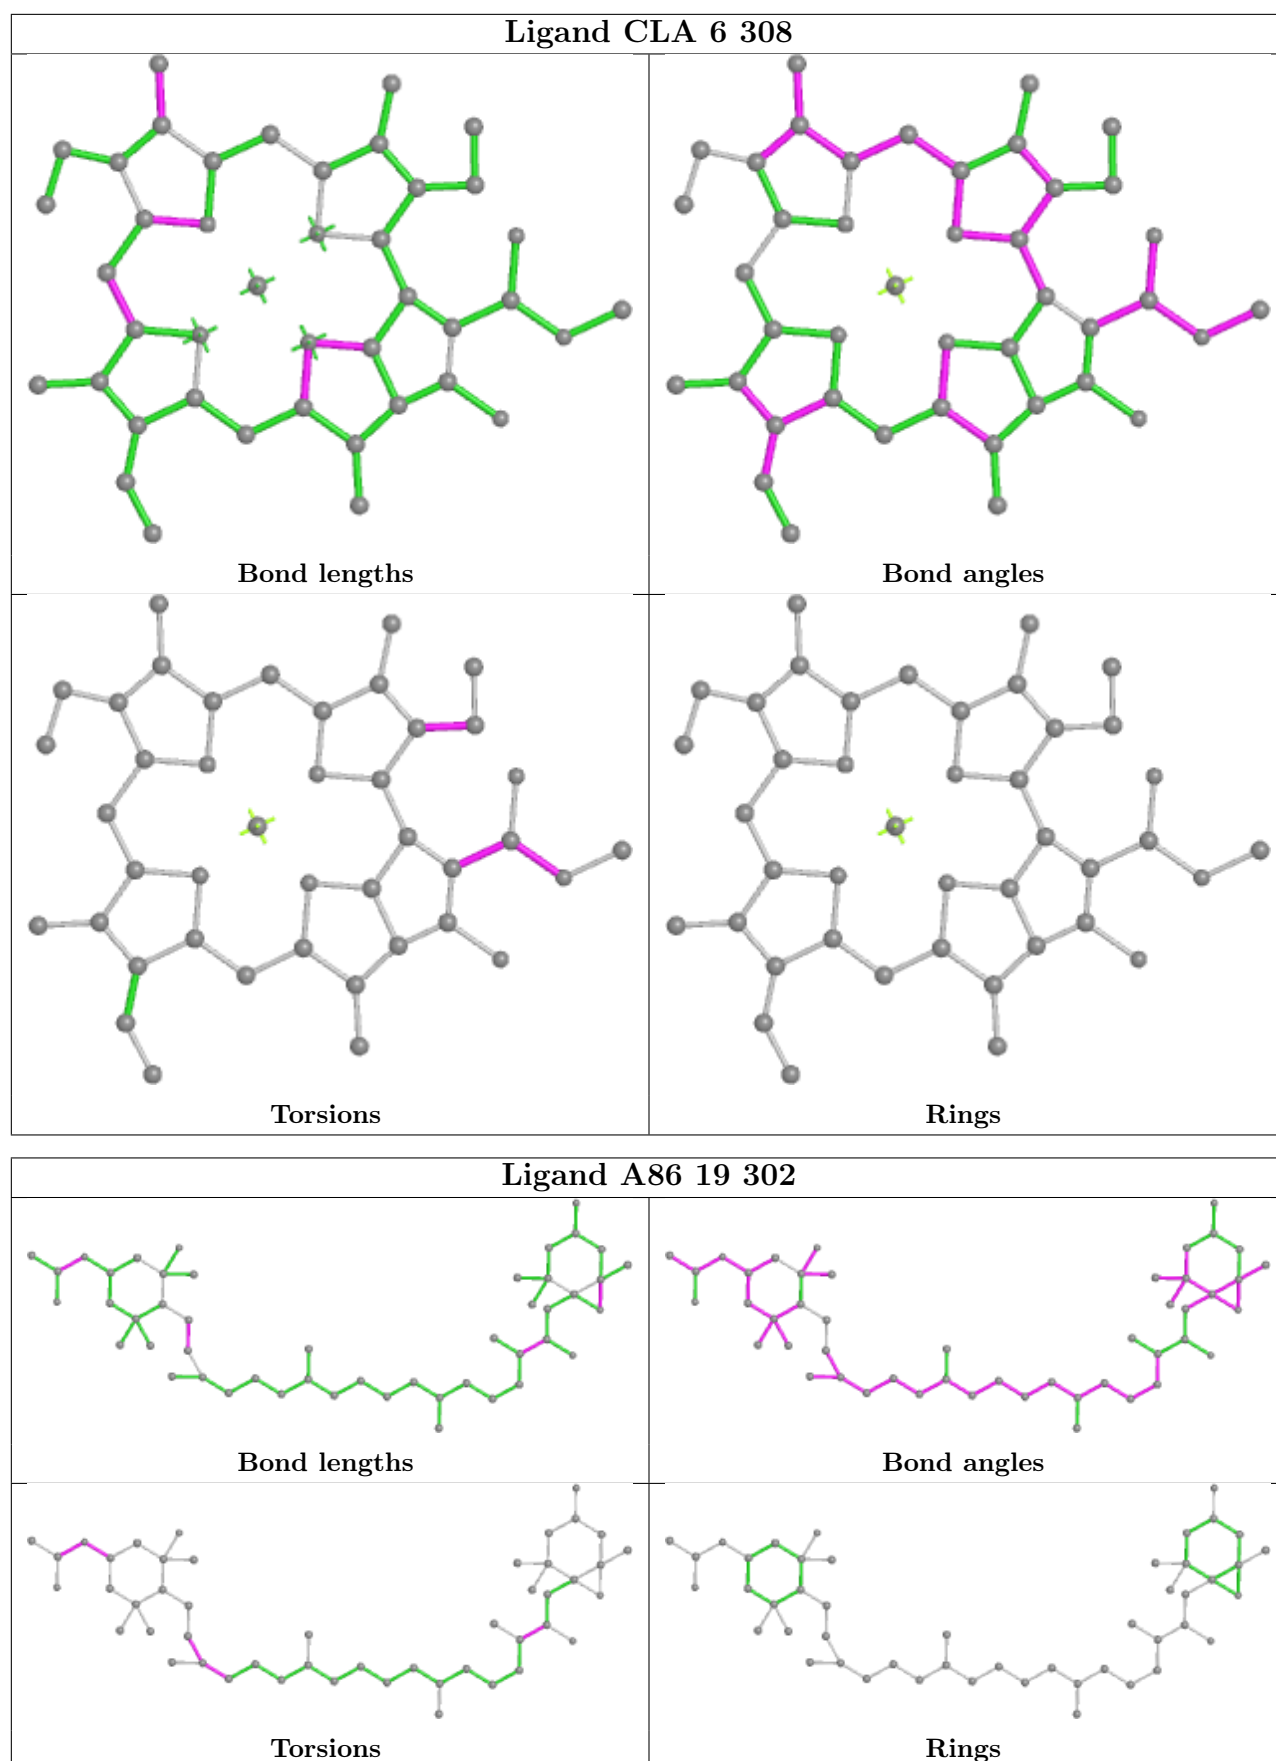 Ligand CLA 6 308
Bond lengths
Bond angles
Torsions
Rings
Ligand A86 19 302
Bond lengths
Bond angles
Torsions
Rings